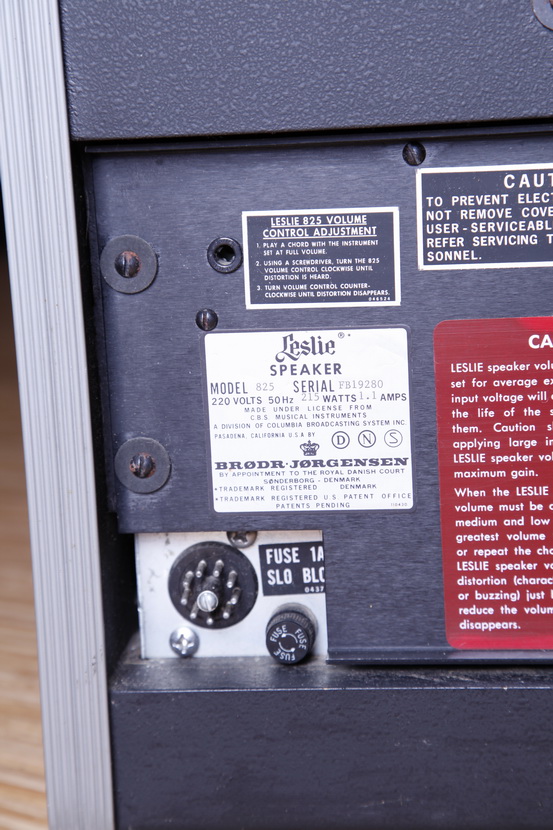 LESLIE 825 VOLUME
CONTROL ADJUSTMENT
1. PLAY A CHORD WITH THE INSTRUMENT
SET AT FULL VOLUME.
2. USING A SCREWDRIVER, TURN THE 825
VOLUME CONTROL CLOCKWISE UNTIL
DISTORTION IS HEARD.
3. TURN VOLUME CONTROL COUNTER-
CLOCKWISE UNTIL DISTORTION DISAPPEARS.
046524
CAUT
TO PREVENT ELECT
NOT REMOVE COVE
USER-SERVICEABL
REFER SERVICING T
SONNEL.
Leslie®
SPEAKER
MODEL 825 SERIAL FB19280
220 VOLTS 50Hz 215 WATTS 1.1 AMPS
MADE UNDER LICENSE FROM
C.B.S. MUSICAL INSTRUMENTS
A DIVISION OF COLUMBIA BROADCASTING SYSTEM INC.
PASADENA, CALIFORNIA U.S.A BY
D N S
BRØDR·JØRGENSEN
BY APPOINTMENT TO THE ROYAL DANISH COURT
SØNDERBORG - DENMARK
•TRADEMARK REGISTERED DENMARK
•TRADEMARK REGISTERED U.S. PATENT OFFICE
PATENTS PENDING
CA
LESLIE speaker volu
set for average ex
input voltage will
the life of the s
them. Caution s
applying large in
LESLIE speaker vol
maximum gain.
When the LESLIE
volume must be a
medium and low
greatest volume
or repeat the cho
LESLIE speaker vo
distortion (charac
or buzzing) just b
reduce the volum
disappears.
FUSE 1A
SLO BLO
0437
FUSE FUSE FUSE